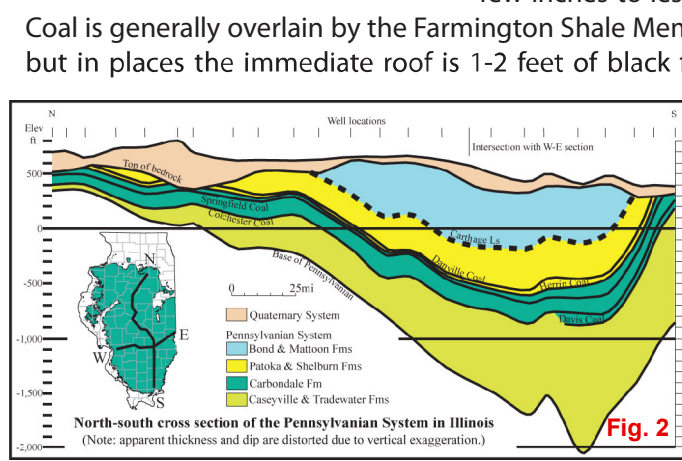 Coal is generally overlain by the Farmington Shale Mem
but in places the immediate roof is 1-2 feet of black
N
S
Elev
ft
Well locations
Intersection with W-E section
Top of bedrock
500
Springfield Coal
Colchester Coal
0
Carthage Ls
Base of Pennsylvanian
Danville Coal
Herrin Coal
Davis Coal
-500
-1,000
-1,500
-2,000
N
E
W
S
0 25mi
Quaternary System
Pennsylvanian System
Bond & Mattoon Fms
Patoka & Shelburn Fms
Carbondale Fm
Caseyville & Tradewater Fms
North-south cross section of the Pennsylvanian System in Illinois
(Note: apparent thickness and dip are distorted due to vertical exaggeration.)
Fig. 2